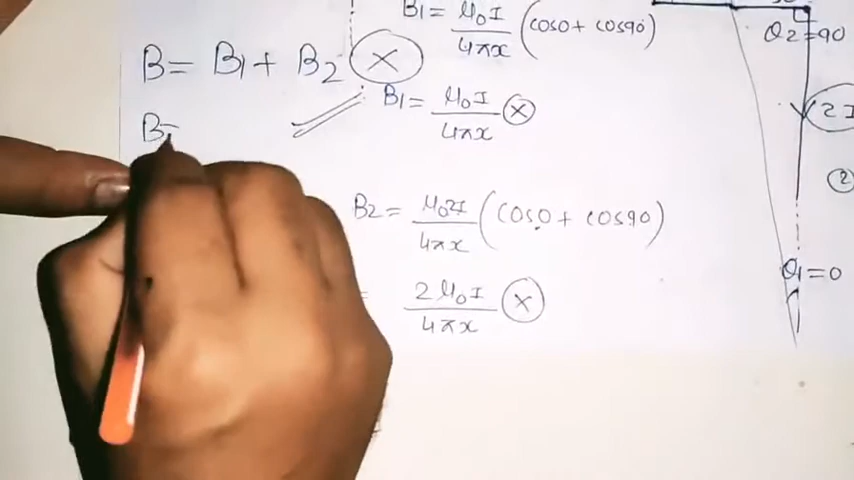 B1 = μ0I/4πx (cos0 + cos90)
B = B1 + B2 ⊗
B1 = μ0I/4πx ⊗
B =
B2 = μ02I/4πx (cos0 + cos90)
2μ0I/4πx ⊗
θ2 = 90
2I
2
θ1 = 0